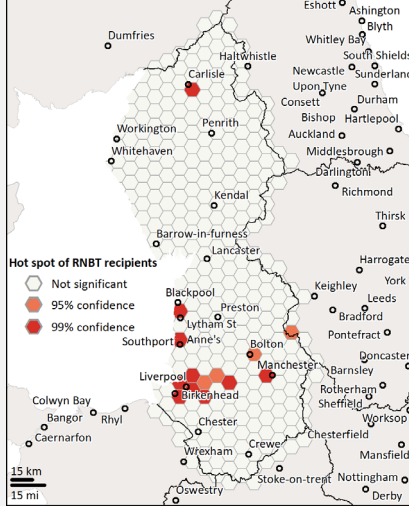 Eshott
Ashington
Blyth
Dumfries
Whitley Bay
Haltwhistle
South Shields
Carlisle
Newcastle
Upon Tyne
Sunderland
Consett
Durham
Workington
Penrith
Bishop
Auckland
Hartlepool
Whitehaven
Middlesbrough
Darlington
Richmond
Kendal
Thirsk
Barrow-in-furness
Lancaster
Hot spot of RNBT recipients
Harrogate
Not significant
Keighley
York
95% confidence
Blackpool
Preston
Leeds
99% confidence
Lytham St
Anne's
Bradford
Southport
Bolton
Pontefract
Manchester
Doncaster
Liverpool
Barnsley
Birkenhead
Rotherham
Colwyn Bay
Rhyl
Sheffield
Bangor
Worksop
Chester
Chesterfield
Caernarfon
Crewe
Wrexham
Mansfield
15 km
15 mi
Stoke-on-trent
Nottingham
Oswestry
Derby